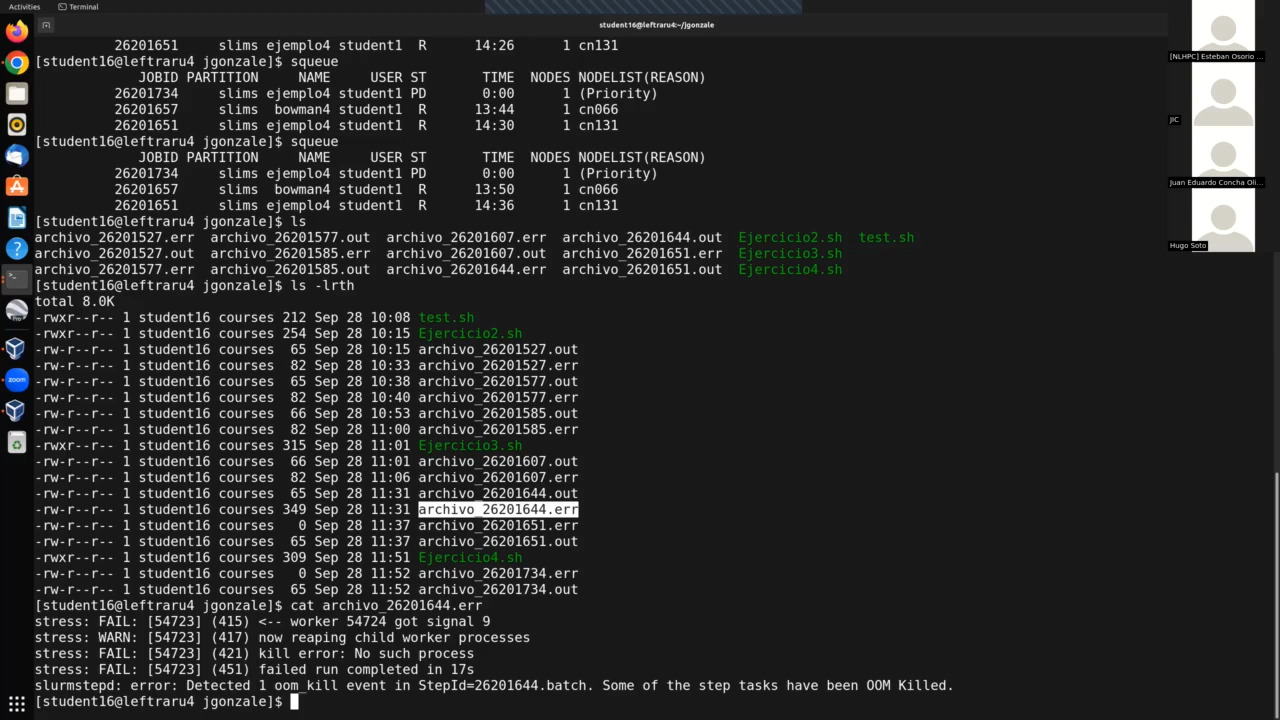 Activities
Terminal
student16@leftraru4:~/jgonzale
26201651 slims ejemplo4 student1 R 14:26 1 cn131
[student16@leftraru4 jgonzale]$ squeue
JOBID PARTITION NAME USER ST TIME NODES NODELIST(REASON)
26201734 slims ejemplo4 student1 PD 0:00 1 (Priority)
26201657 slims bowman4 student1 R 13:44 1 cn066
26201651 slims ejemplo4 student1 R 14:30 1 cn131
[student16@leftraru4 jgonzale]$ squeue
JOBID PARTITION NAME USER ST TIME NODES NODELIST(REASON)
26201734 slims ejemplo4 student1 PD 0:00 1 (Priority)
26201657 slims bowman4 student1 R 13:50 1 cn066
26201651 slims ejemplo4 student1 R 14:36 1 cn131
[student16@leftraru4 jgonzale]$ ls
archivo_26201527.err archivo_26201577.out archivo_26201607.err archivo_26201644.out Ejercicio2.sh test.sh
archivo_26201527.out archivo_26201585.err archivo_26201607.out archivo_26201651.err Ejercicio3.sh
archivo_26201577.err archivo_26201585.out archivo_26201644.err archivo_26201651.out Ejercicio4.sh
[student16@leftraru4 jgonzale]$ ls -lrth
total 8.0K
-rwxr--r-- 1 student16 courses 212 Sep 28 10:08 test.sh
-rwxr--r-- 1 student16 courses 254 Sep 28 10:15 Ejercicio2.sh
-rw-r--r-- 1 student16 courses 65 Sep 28 10:15 archivo_26201527.out
-rw-r--r-- 1 student16 courses 82 Sep 28 10:33 archivo_26201527.err
-rw-r--r-- 1 student16 courses 65 Sep 28 10:38 archivo_26201577.out
-rw-r--r-- 1 student16 courses 82 Sep 28 10:40 archivo_26201577.err
-rw-r--r-- 1 student16 courses 66 Sep 28 10:53 archivo_26201585.out
-rw-r--r-- 1 student16 courses 82 Sep 28 11:00 archivo_26201585.err
-rwxr--r-- 1 student16 courses 315 Sep 28 11:01 Ejercicio3.sh
-rw-r--r-- 1 student16 courses 66 Sep 28 11:01 archivo_26201607.out
-rw-r--r-- 1 student16 courses 82 Sep 28 11:06 archivo_26201607.err
-rw-r--r-- 1 student16 courses 65 Sep 28 11:31 archivo_26201644.out
-rw-r--r-- 1 student16 courses 349 Sep 28 11:31 archivo_26201644.err
-rw-r--r-- 1 student16 courses 0 Sep 28 11:37 archivo_26201651.err
-rw-r--r-- 1 student16 courses 65 Sep 28 11:37 archivo_26201651.out
-rwxr--r-- 1 student16 courses 309 Sep 28 11:51 Ejercicio4.sh
-rw-r--r-- 1 student16 courses 0 Sep 28 11:52 archivo_26201734.err
-rw-r--r-- 1 student16 courses 65 Sep 28 11:52 archivo_26201734.out
[student16@leftraru4 jgonzale]$ cat archivo_26201644.err
stress: FAIL: [54723] (415) <-- worker 54724 got signal 9
stress: WARN: [54723] (417) now reaping child worker processes
stress: FAIL: [54723] (421) kill error: No such process
stress: FAIL: [54723] (451) failed run completed in 17s
slurmstepd: error: Detected 1 oom_kill event in StepId=26201644.batch. Some of the step tasks have been OOM Killed.
[student16@leftraru4 jgonzale]$
[NLHPC] Esteban Osorio ...
JIC
Juan Eduardo Concha Oli...
Hugo Soto
zoom
Pro